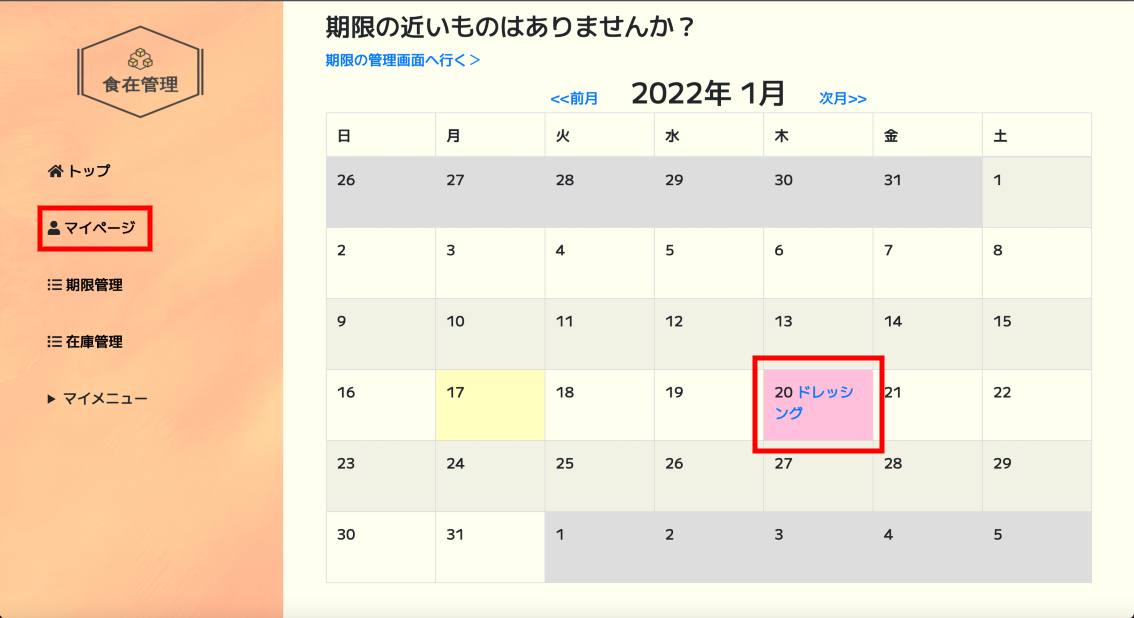 食在管理
トップ
マイページ
期限管理
在庫管理
マイメニュー
期限の近いものはありませんか？
期限の管理画面へ行く＞
<<前月 2022年 1月 次月>>
日 月 火 水 木 金 土
26 27 28 29 30 31 1
2 3 4 5 6 7 8
9 10 11 12 13 14 15
16 17 18 19 20 ドレッシ 21 22
ング
23 24 25 26 27 28 29
30 31 1 2 3 4 5